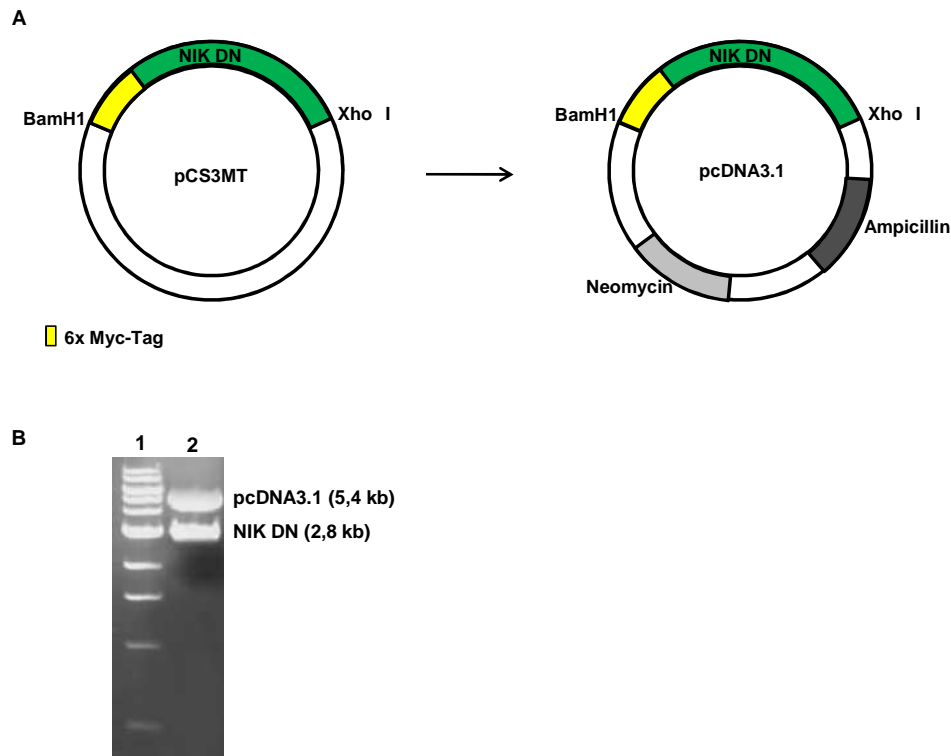 A
NIK DN
BamH1
Xho I
pCS3MT
6x Myc-Tag
NIK DN
BamH1
Xho I
pcDNA3.1
Ampicillin
Neomycin
B
1 2
pcDNA3.1 (5,4 kb)
NIK DN (2,8 kb)